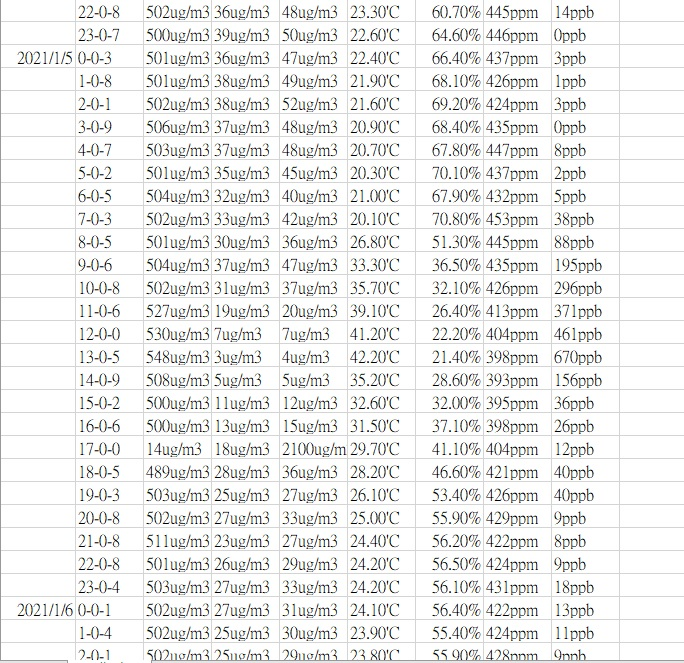 22-0-8 502ug/m3 36ug/m3 48ug/m3 23.30'C 60.70% 445ppm 14ppb
23-0-7 500ug/m3 39ug/m3 50ug/m3 22.60'C 64.60% 446ppm 0ppb
2021/1/5 0-0-3 501ug/m3 36ug/m3 47ug/m3 22.40'C 66.40% 437ppm 3ppb
1-0-8 501ug/m3 38ug/m3 49ug/m3 21.90'C 68.10% 426ppm 1ppb
2-0-1 502ug/m3 38ug/m3 52ug/m3 21.60'C 69.20% 424ppm 3ppb
3-0-9 506ug/m3 37ug/m3 48ug/m3 20.90'C 68.40% 435ppm 0ppb
4-0-7 503ug/m3 37ug/m3 48ug/m3 20.70'C 67.80% 447ppm 8ppb
5-0-2 501ug/m3 35ug/m3 45ug/m3 20.30'C 70.10% 437ppm 2ppb
6-0-5 504ug/m3 32ug/m3 40ug/m3 21.00'C 67.90% 432ppm 5ppb
7-0-3 502ug/m3 33ug/m3 42ug/m3 20.10'C 70.80% 453ppm 38ppb
8-0-5 501ug/m3 30ug/m3 36ug/m3 26.80'C 51.30% 445ppm 88ppb
9-0-6 504ug/m3 37ug/m3 47ug/m3 33.30'C 36.50% 435ppm 195ppb
10-0-8 502ug/m3 31ug/m3 37ug/m3 35.70'C 32.10% 426ppm 296ppb
11-0-6 527ug/m3 19ug/m3 20ug/m3 39.10'C 26.40% 413ppm 371ppb
12-0-0 530ug/m3 7ug/m3 7ug/m3 41.20'C 22.20% 404ppm 461ppb
13-0-5 548ug/m3 3ug/m3 4ug/m3 42.20'C 21.40% 398ppm 670ppb
14-0-9 508ug/m3 5ug/m3 5ug/m3 35.20'C 28.60% 393ppm 156ppb
15-0-2 500ug/m3 11ug/m3 12ug/m3 32.60'C 32.00% 395ppm 36ppb
16-0-6 500ug/m3 13ug/m3 15ug/m3 31.50'C 37.10% 398ppm 26ppb
17-0-0 14ug/m3 18ug/m3 2100ug/m 29.70'C 41.10% 404ppm 12ppb
18-0-5 489ug/m3 28ug/m3 36ug/m3 28.20'C 46.60% 421ppm 40ppb
19-0-3 503ug/m3 25ug/m3 27ug/m3 26.10'C 53.40% 426ppm 40ppb
20-0-8 502ug/m3 27ug/m3 33ug/m3 25.00'C 55.90% 429ppm 9ppb
21-0-8 511ug/m3 23ug/m3 27ug/m3 24.40'C 56.20% 422ppm 8ppb
22-0-8 501ug/m3 26ug/m3 29ug/m3 24.20'C 56.50% 424ppm 9ppb
23-0-4 503ug/m3 27ug/m3 33ug/m3 24.20'C 56.10% 431ppm 18ppb
2021/1/6 0-0-1 502ug/m3 27ug/m3 31ug/m3 24.10'C 56.40% 422ppm 13ppb
1-0-4 502ug/m3 25ug/m3 30ug/m3 23.90'C 55.40% 424ppm 11ppb
2-0-1 502ug/m3 25ug/m3 29ug/m3 23.80'C 55.90% 428ppm 9ppb